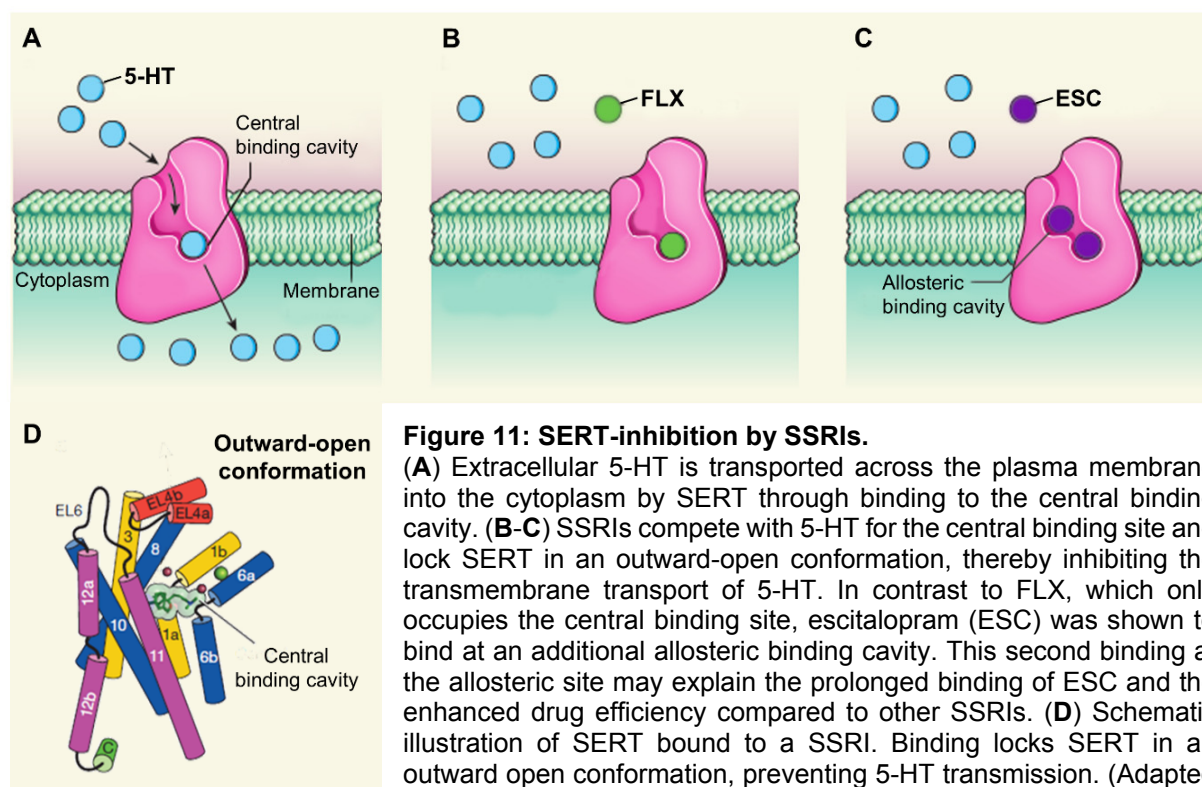 A
5-HT
Central
binding cavity
Cytoplasm
Membrane
B
FLX
C
ESC
Allosteric
binding cavity
D
Outward-open
conformation
EL6
EL4b
EL4a
3
8
1b
6a
12a
10
1a
11
6b
12b
C
Central
binding cavity
Figure 11: SERT-inhibition by SSRIs.
(A) Extracellular 5-HT is transported across the plasma membran
into the cytoplasm by SERT through binding to the central bindin
cavity. (B-C) SSRIs compete with 5-HT for the central binding site an
lock SERT in an outward-open conformation, thereby inhibiting th
transmembrane transport of 5-HT. In contrast to FLX, which onl
occupies the central binding site, escitalopram (ESC) was shown t
bind at an additional allosteric binding cavity. This second binding a
the allosteric site may explain the prolonged binding of ESC and th
enhanced drug efficiency compared to other SSRIs. (D) Schemati
illustration of SERT bound to a SSRI. Binding locks SERT in a
outward open conformation, preventing 5-HT transmission. (Adapte